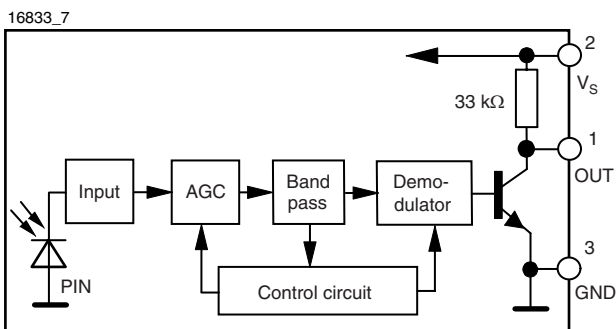 16833_7
2
V_S
33 kΩ
1
OUT
Input
AGC
Band
pass
Demo-
dulator
3
GND
PIN
Control circuit